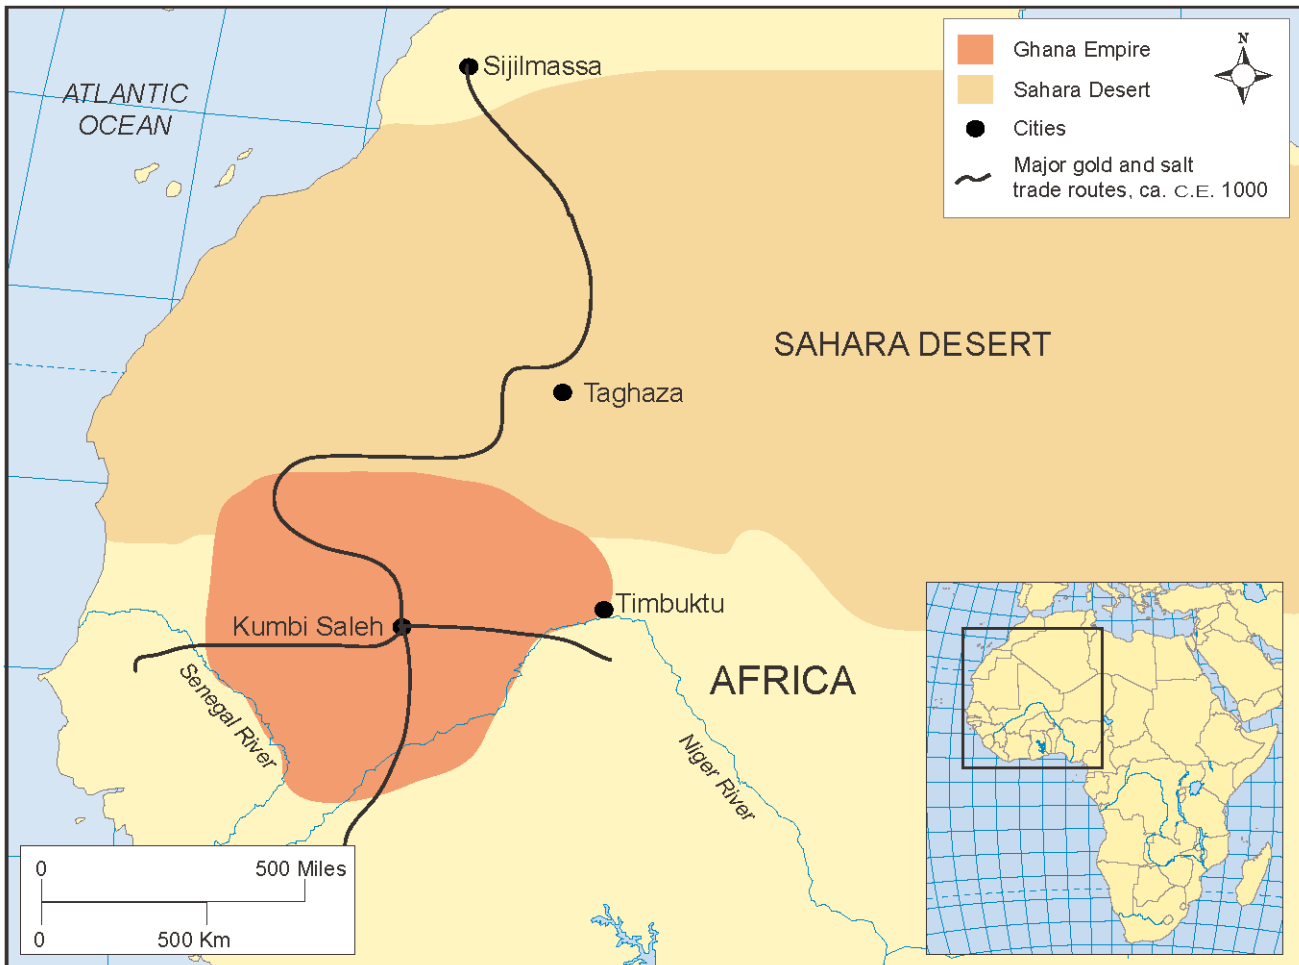 Sijilmassa
ATLANTIC
OCEAN
Ghana Empire
Sahara Desert
Cities
Major gold and salt
trade routes, ca. C.E. 1000
N
SAHARA DESERT
Taghaza
Timbuktu
Kumbi Saleh
AFRICA
Senegal River
Niger River
0 500 Miles
0 500 Km